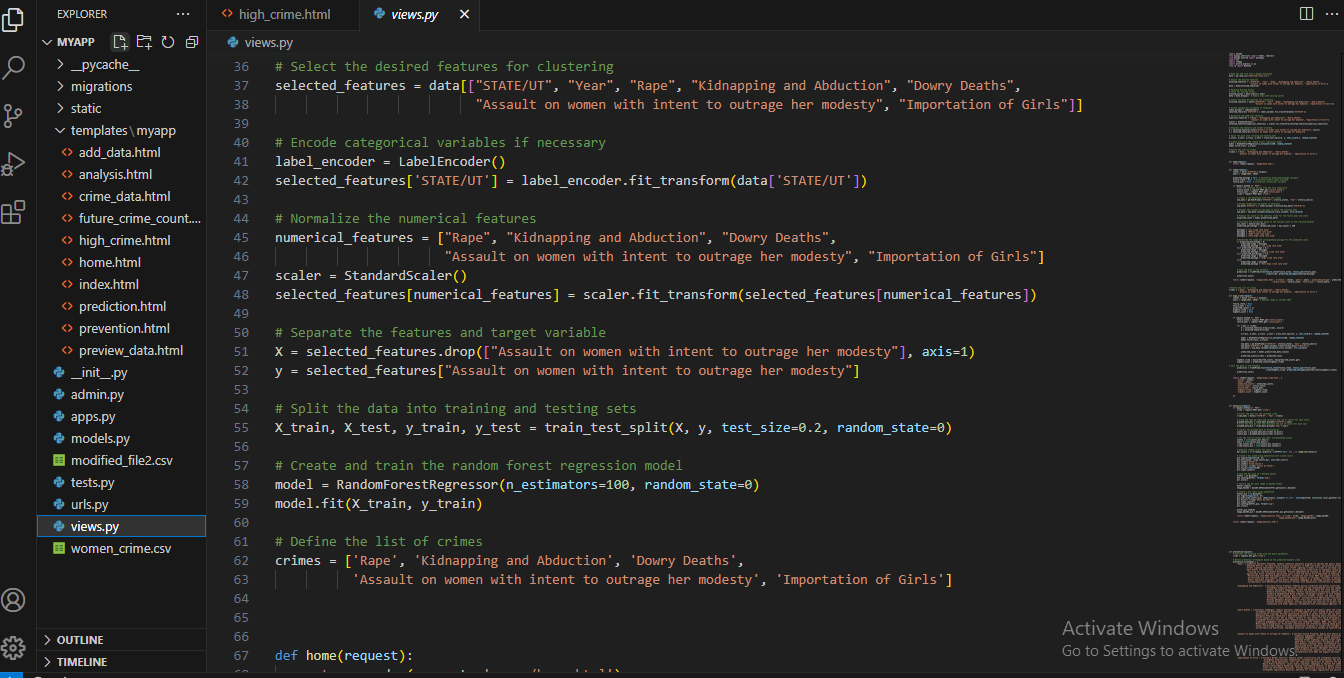 EXPLORER
high_crime.html
views.py
MYAPP
views.py
__pycache__
migrations
static
templates\myapp
add_data.html
analysis.html
crime_data.html
future_crime_count....
high_crime.html
home.html
index.html
prediction.html
prevention.html
preview_data.html
__init__.py
admin.py
apps.py
models.py
modified_file2.csv
tests.py
urls.py
views.py
women_crime.csv
OUTLINE
TIMELINE
36 # Select the desired features for clustering
37 selected_features = data[["STATE/UT", "Year", "Rape", "Kidnapping and Abduction", "Dowry Deaths",
38 "Assault on women with intent to outrage her modesty", "Importation of Girls"]]
39
40 # Encode categorical variables if necessary
41 label_encoder = LabelEncoder()
42 selected_features['STATE/UT'] = label_encoder.fit_transform(data['STATE/UT'])
43
44 # Normalize the numerical features
45 numerical_features = ["Rape", "Kidnapping and Abduction", "Dowry Deaths",
46 "Assault on women with intent to outrage her modesty", "Importation of Girls"]
47 scaler = StandardScaler()
48 selected_features[numerical_features] = scaler.fit_transform(selected_features[numerical_features])
49
50 # Separate the features and target variable
51 X = selected_features.drop(["Assault on women with intent to outrage her modesty"], axis=1)
52 y = selected_features["Assault on women with intent to outrage her modesty"]
53
54 # Split the data into training and testing sets
55 X_train, X_test, y_train, y_test = train_test_split(X, y, test_size=0.2, random_state=0)
56
57 # Create and train the random forest regression model
58 model = RandomForestRegressor(n_estimators=100, random_state=0)
59 model.fit(X_train, y_train)
60
61 # Define the list of crimes
62 crimes = ['Rape', 'Kidnapping and Abduction', 'Dowry Deaths',
63 'Assault on women with intent to outrage her modesty', 'Importation of Girls']
64
65
66
67 def home(request):
Activate Windows
Go to Settings to activate Windows.